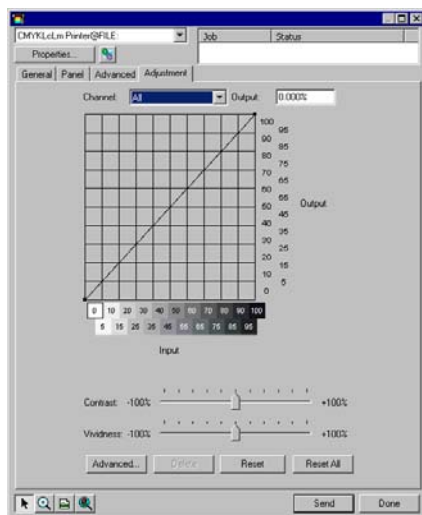 CMYKLcLm Printer@FILE:
Job Status
Properties...
General Panel Advanced Adjustment
Channel: All Output: 0.000%
100
95
90
85
80
75
70
65
60
55
50
45
40
35
30
25
20
15
10
5
0
Output
0 10 20 30 40 50 60 70 80 90 100
5 15 25 35 45 55 65 75 85 95
Input
Contrast: -100% +100%
Vividness: -100% +100%
Advanced... Delete Reset Reset All
Send Done